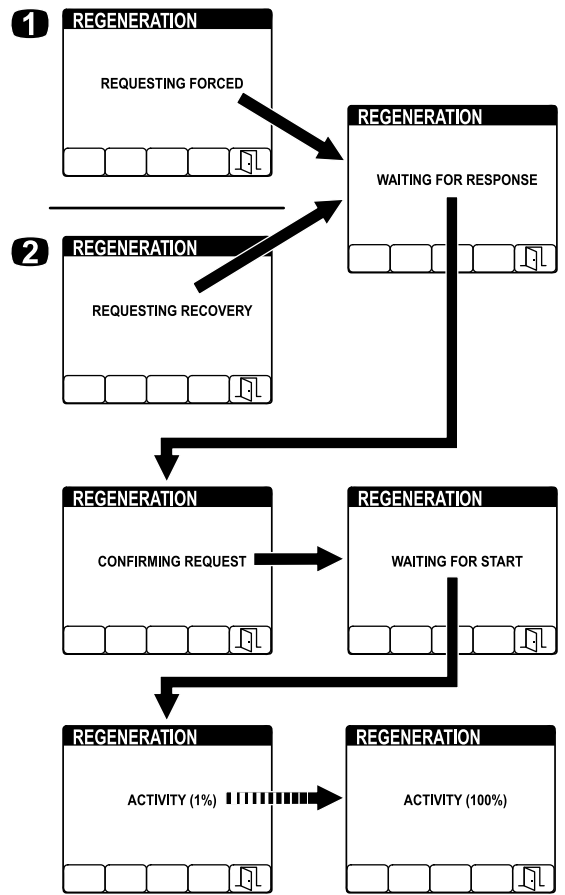 1
REGENERATION
REQUESTING FORCED
REGENERATION
WAITING FOR RESPONSE
2
REGENERATION
REQUESTING RECOVERY
REGENERATION
CONFIRMING REQUEST
REGENERATION
WAITING FOR START
REGENERATION
ACTIVITY (1%)
REGENERATION
ACTIVITY (100%)